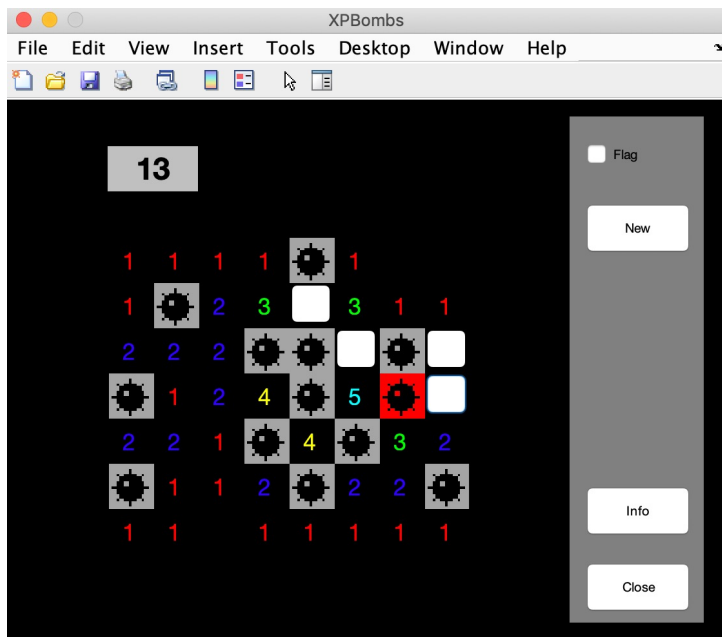 XPBombs
File Edit View Insert Tools Desktop Window Help
Flag
13
New
1 1 1 1 1
1 2 3 3 1 1
2 2 2
1 2 4 5
2 2 1 4 3 2
1 1 2 2 2
1 1 1 1 1 1 1
Info
Close